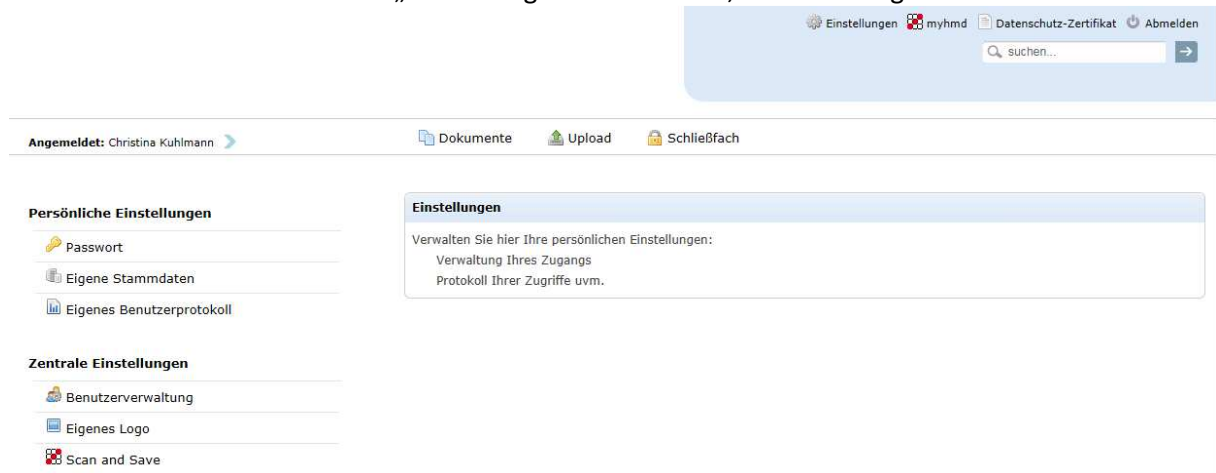 Einstellungen myhmd Datenschutz-Zertifikat Abmelden
suchen...
Angemeldet: Christina Kuhlmann
Dokumente Upload Schließfach
Persönliche Einstellungen
Passwort
Eigene Stammdaten
Eigenes Benutzerprotokoll
Zentrale Einstellungen
Benutzerverwaltung
Eigenes Logo
Scan and Save
Einstellungen
Verwalten Sie hier Ihre persönlichen Einstellungen:
Verwaltung Ihres Zugangs
Protokoll Ihrer Zugriffe uvm.